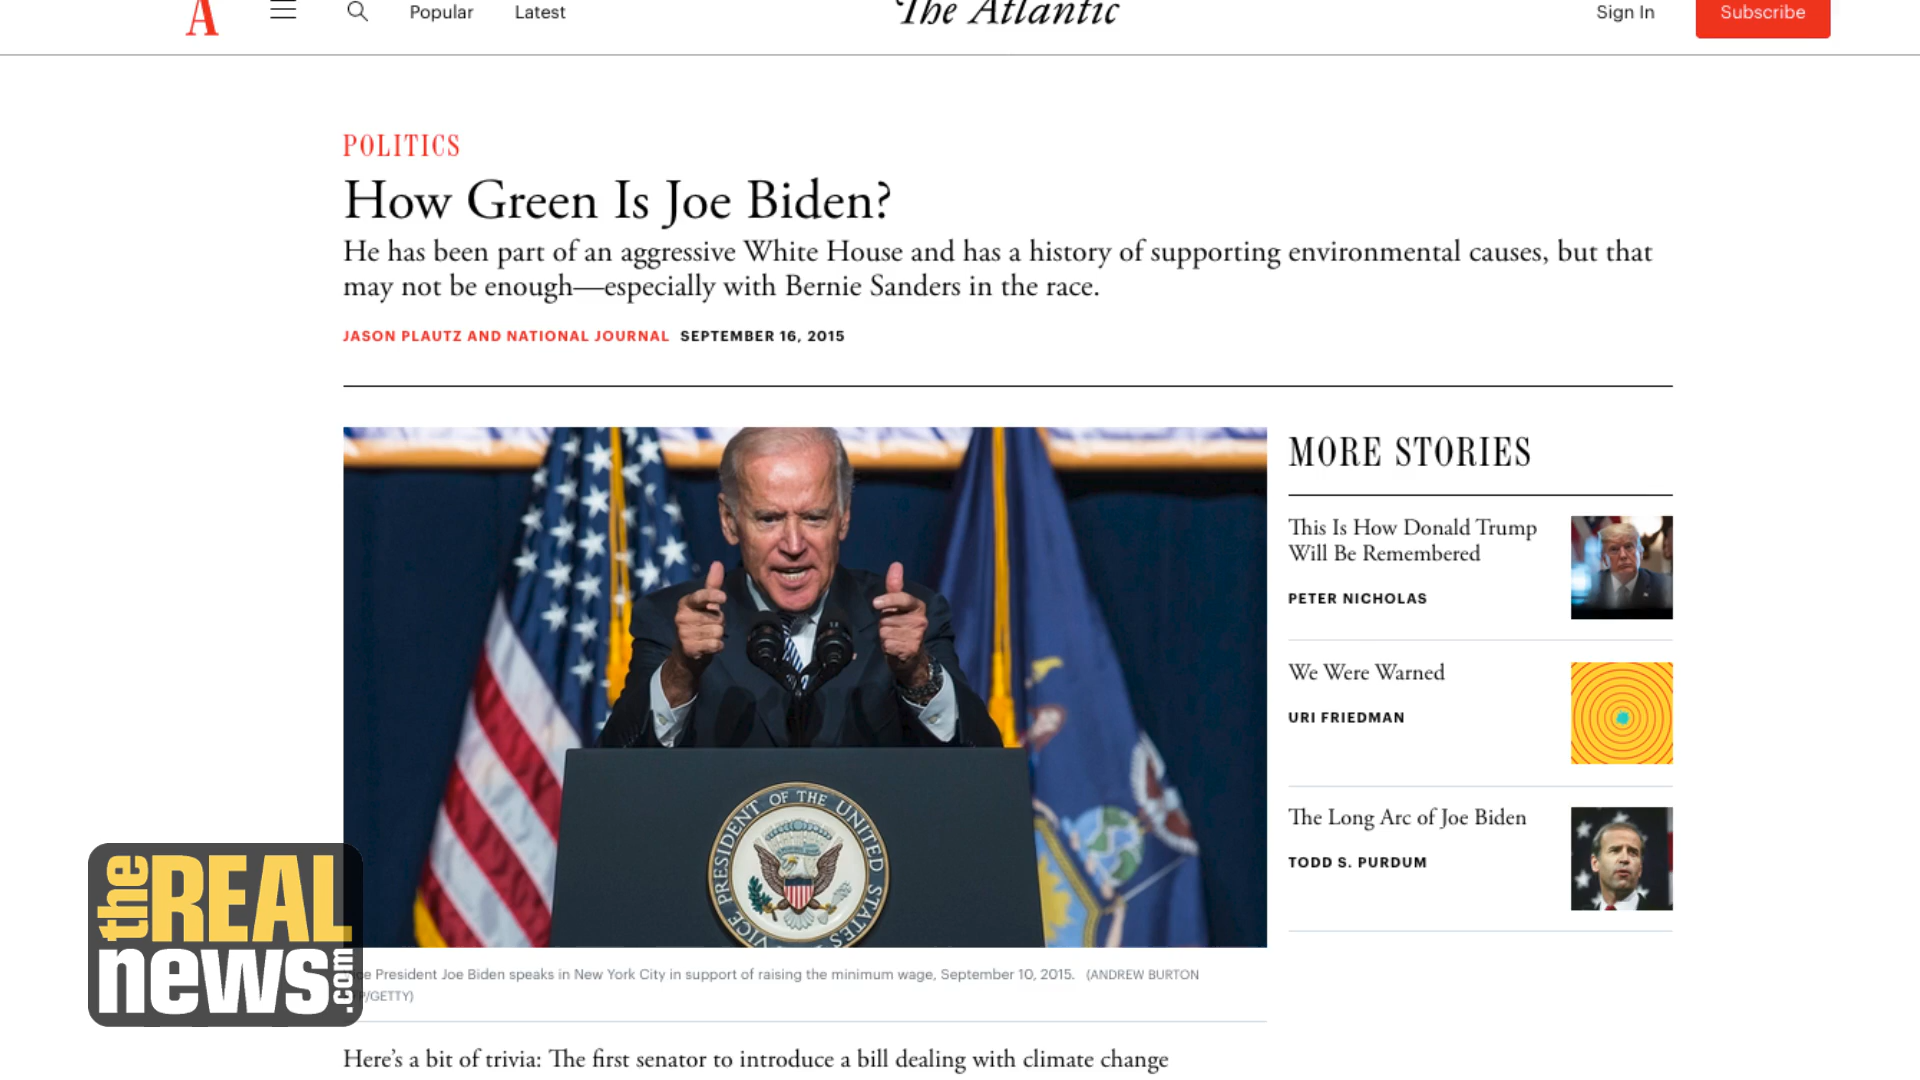 A Popular Latest The Atlantic Sign In Subscribe
POLITICS
How Green Is Joe Biden?
He has been part of an aggressive White House and has a history of supporting environmental causes, but that
may not be enough—especially with Bernie Sanders in the race.
JASON PLAUTZ AND NATIONAL JOURNAL SEPTEMBER 16, 2015
VICE PRESIDENT OF THE UNITED STATES
MORE STORIES
This Is How Donald Trump
Will Be Remembered
PETER NICHOLAS
We Were Warned
URI FRIEDMAN
The Long Arc of Joe Biden
TODD S. PURDUM
the REAL
news.com
President Joe Biden speaks in New York City in support of raising the minimum wage, September 10, 2015. (ANDREW BURTON
/GETTY)
Here's a bit of trivia: The first senator to introduce a bill dealing with climate change